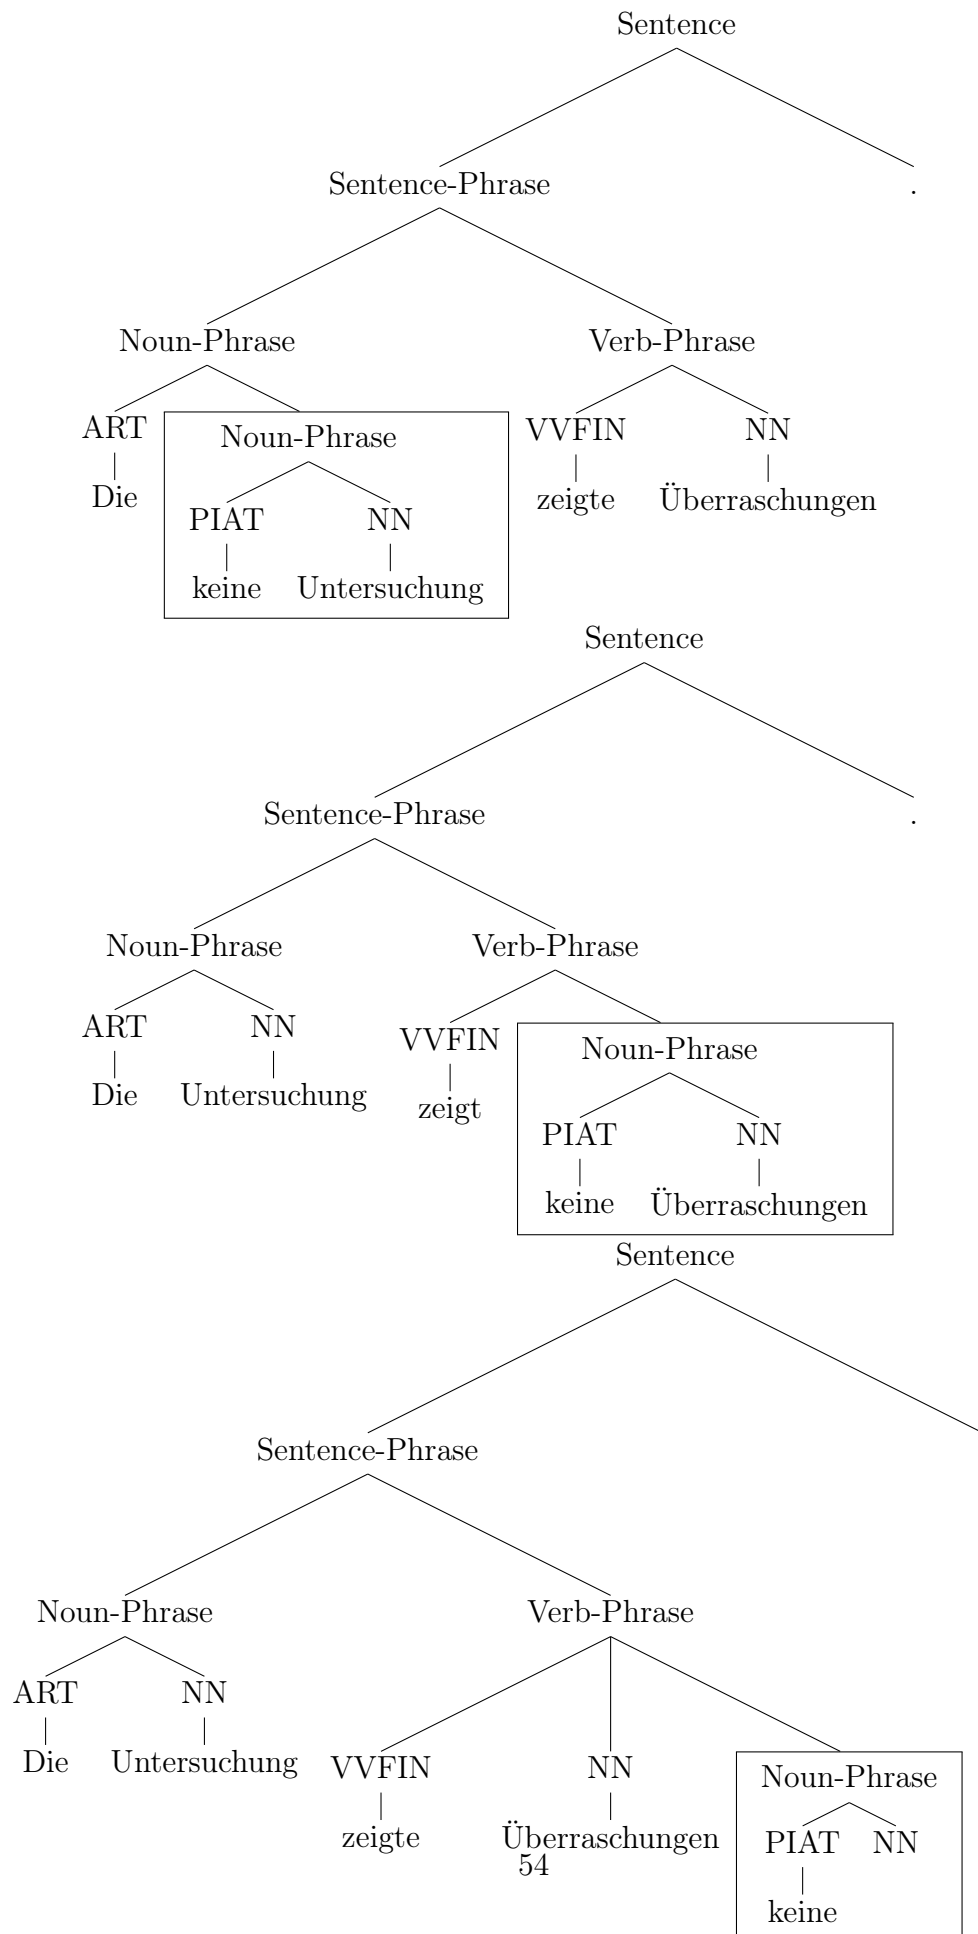 Sentence
Sentence-Phrase .
Noun-Phrase Verb-Phrase
ART Noun-Phrase VVFIN NN
Die PIAT NN zeigte Überraschungen
keine Untersuchung
Sentence
Sentence-Phrase .
Noun-Phrase Verb-Phrase
ART NN VVFIN Noun-Phrase
Die Untersuchung zeigt PIAT NN
keine Überraschungen
Sentence
Sentence-Phrase
Noun-Phrase Verb-Phrase
ART NN
Die Untersuchung VVFIN NN Noun-Phrase
zeigte Überraschungen PIAT NN
54
keine